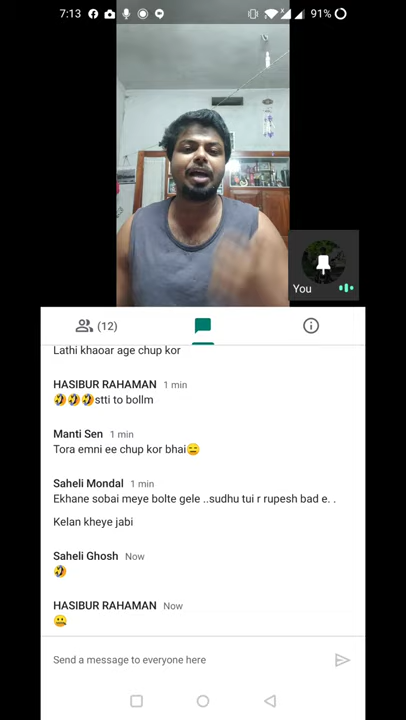 7:13
91%
You
(12)
Lathi khaoar age chup kor
HASIBUR RAHAMAN 1 min
🤣🤣🤣stti to bollm
Manti Sen 1 min
Tora emni ee chup kor bhai😑
Saheli Mondal 1 min
Ekhane sobai meye bolte gele ..sudhu tui r rupesh bad e. .
Kelan kheye jabi
Saheli Ghosh Now
🤣
HASIBUR RAHAMAN Now
🤐
Send a message to everyone here